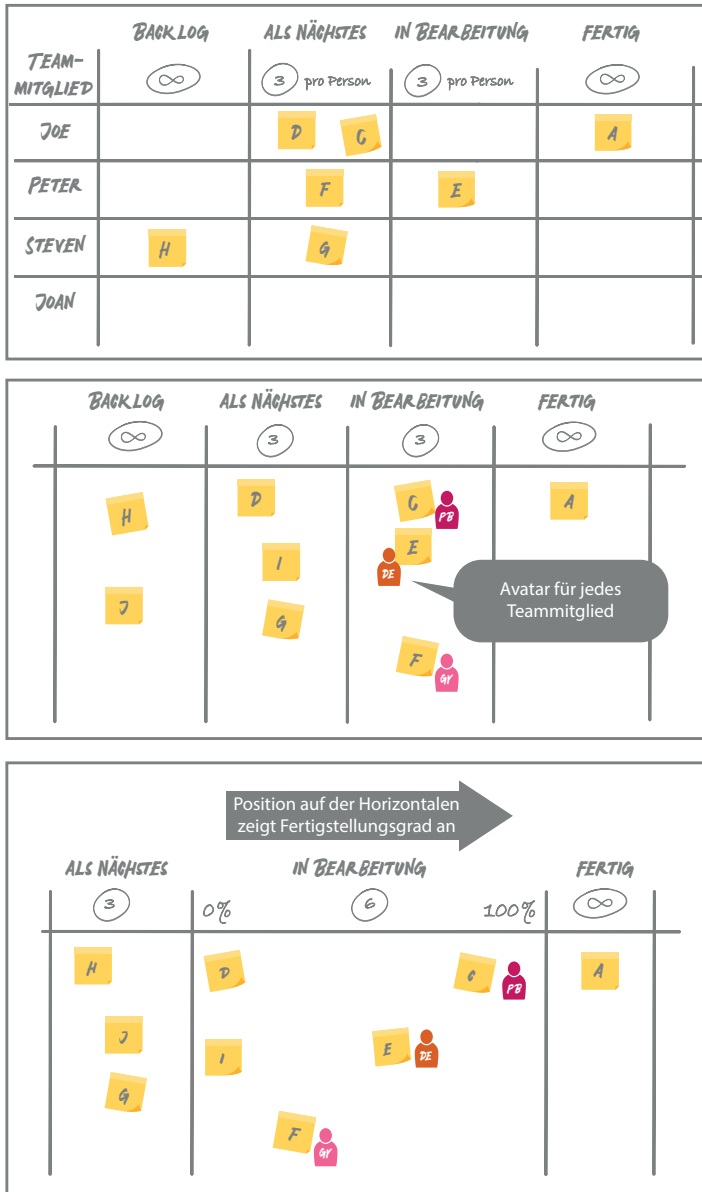 BACKLOG ALS NÄCHSTES IN BEARBEITUNG FERTIG
TEAM-
MITGLIED ∞ 3 pro Person 3 pro Person ∞
JOE D C A
PETER F E
STEVEN H G
JOAN
BACKLOG ALS NÄCHSTES IN BEARBEITUNG FERTIG
∞ 3 3 ∞
H D C PB A
I E DE
J G
F GY
Avatar für jedes
Teammitglied
Position auf der Horizontalen
zeigt Fertigstellungsgrad an
ALS NÄCHSTES IN BEARBEITUNG FERTIG
3 0% 6 100% ∞
H D C PB A
J I E DE
G F GY